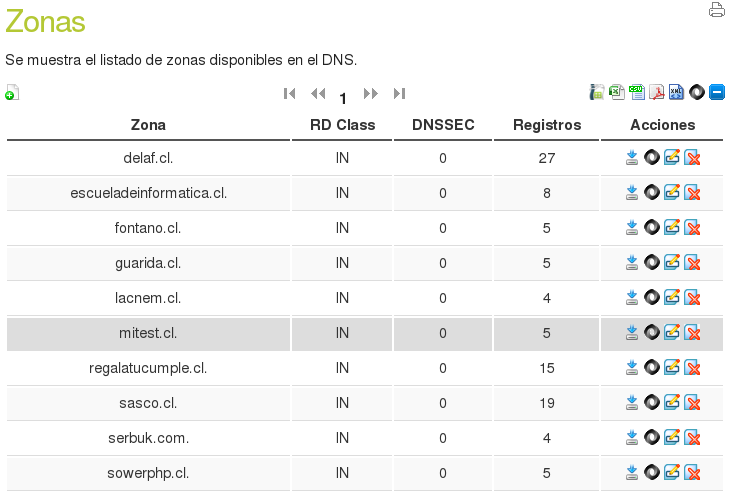 Zonas
Se muestra el listado de zonas disponibles en el DNS.
1
Zona RD Class DNSSEC Registros Acciones
delaf.cl. IN 0 27
escueladeinformatica.cl. IN 0 8
fontano.cl. IN 0 5
guarida.cl. IN 0 5
lacnem.cl. IN 0 4
mitest.cl. IN 0 5
regalatucumple.cl. IN 0 15
sasco.cl. IN 0 19
serbuk.com. IN 0 4
sowerphp.cl. IN 0 5